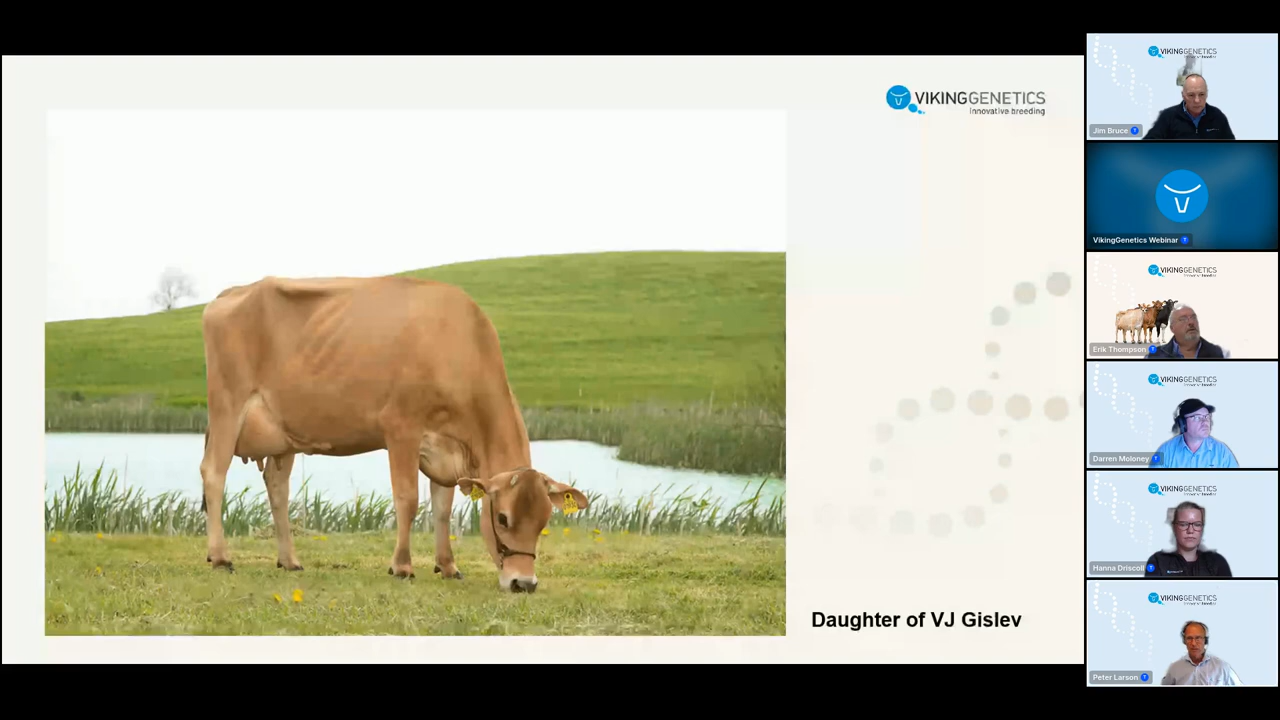 VIKINGGENETICS
Innovative breeding
Daughter of VJ Gislev
VIKINGGENETICS
Jim Bruce
VikingGenetics Webinar
VIKINGGENETICS
Erik Thompson
VIKINGGENETICS
Darren Moloney
VIKINGGENETICS
Hanna Driscoll
VIKINGGENETICS
Peter Larson